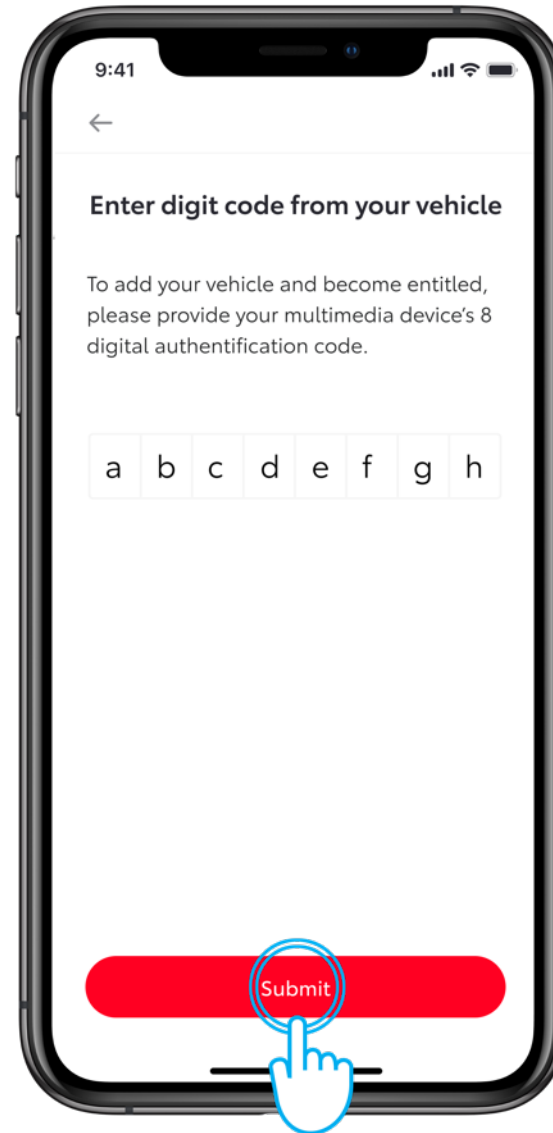 9:41
Enter digit code from your vehicle
To add your vehicle and become entitled,
please provide your multimedia device's 8
digital authentification code.
a b c d e f g h
Submit